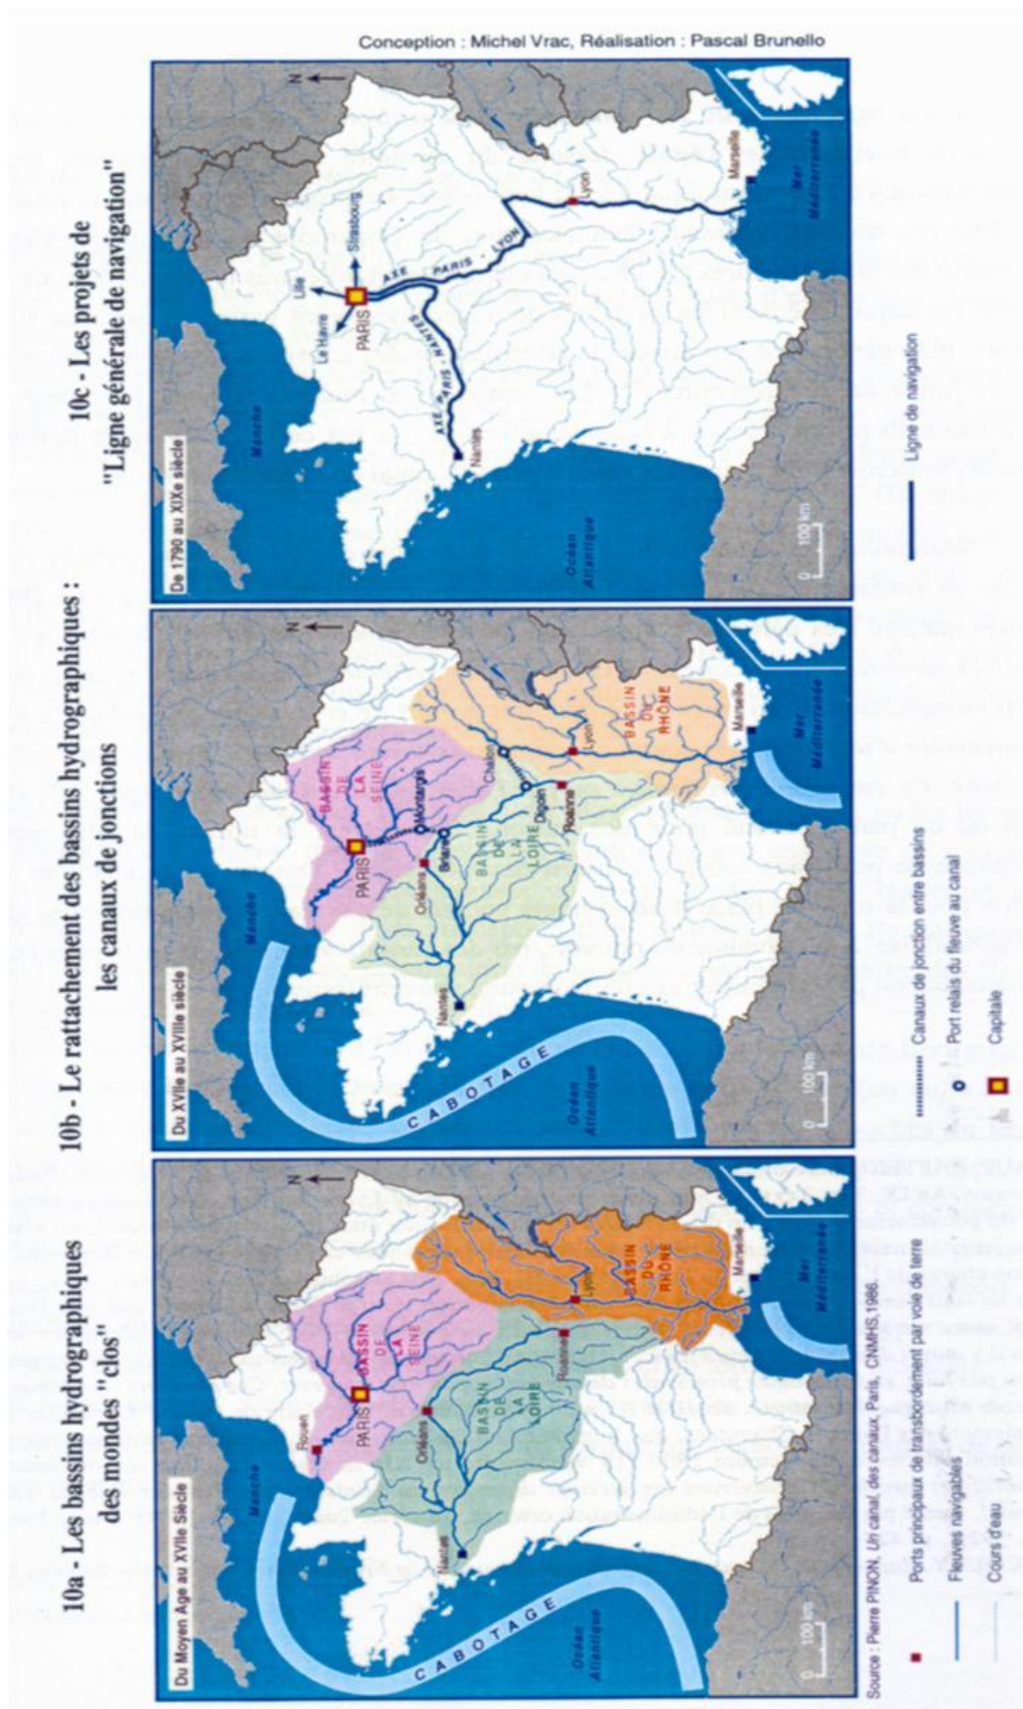 10a - Les bassins hydrographiques
des mondes "clos"
Du Moyen Age au XVIIe Siècle
N
Manche
Rouen
PARIS
BASSIN
DE
LA
SEINE
Orléans
BASSIN
DE
LA
LOIRE
Nantes
Roanne
Lyon
BASSIN
DU
RHÔNE
Marseille
Mer
Méditerranée
CABOTAGE
Océan
Atlantique
0 100 km
10b - Le rattachement des bassins hydrographiques :
les canaux de jonctions
Du XVIIe au XVIIIe siècle
N
Manche
PARIS
BASSIN
DE
LA
SEINE
Montargis
Orléans
Briare
BASSIN
DE
LA
LOIRE
Nantes
Chalon
Digoin
Roanne
Lyon
BASSIN
DU
RHÔNE
Marseille
Mer
Méditerranée
CABOTAGE
Océan
Atlantique
0 100 km
10c - Les projets de
"Ligne générale de navigation"
De 1790 au XIXe siècle
N
Manche
Lille
Le Havre
Strasbourg
PARIS
AXE PARIS - LYON
AXE PARIS - NANTES
Nantes
Lyon
Marseille
Mer
Méditerranée
Océan
Atlantique
0 100 km
Conception : Michel Vrac, Réalisation : Pascal Brunello
Source : Pierre PINON, Un canal, des canaux, Paris, CNMHS, 1986.
Ports principaux de transbordement par voie de terre
Fleuves navigables
Cours d'eau
Canaux de jonction entre bassins
Port relais du fleuve au canal
Capitale
Ligne de navigation